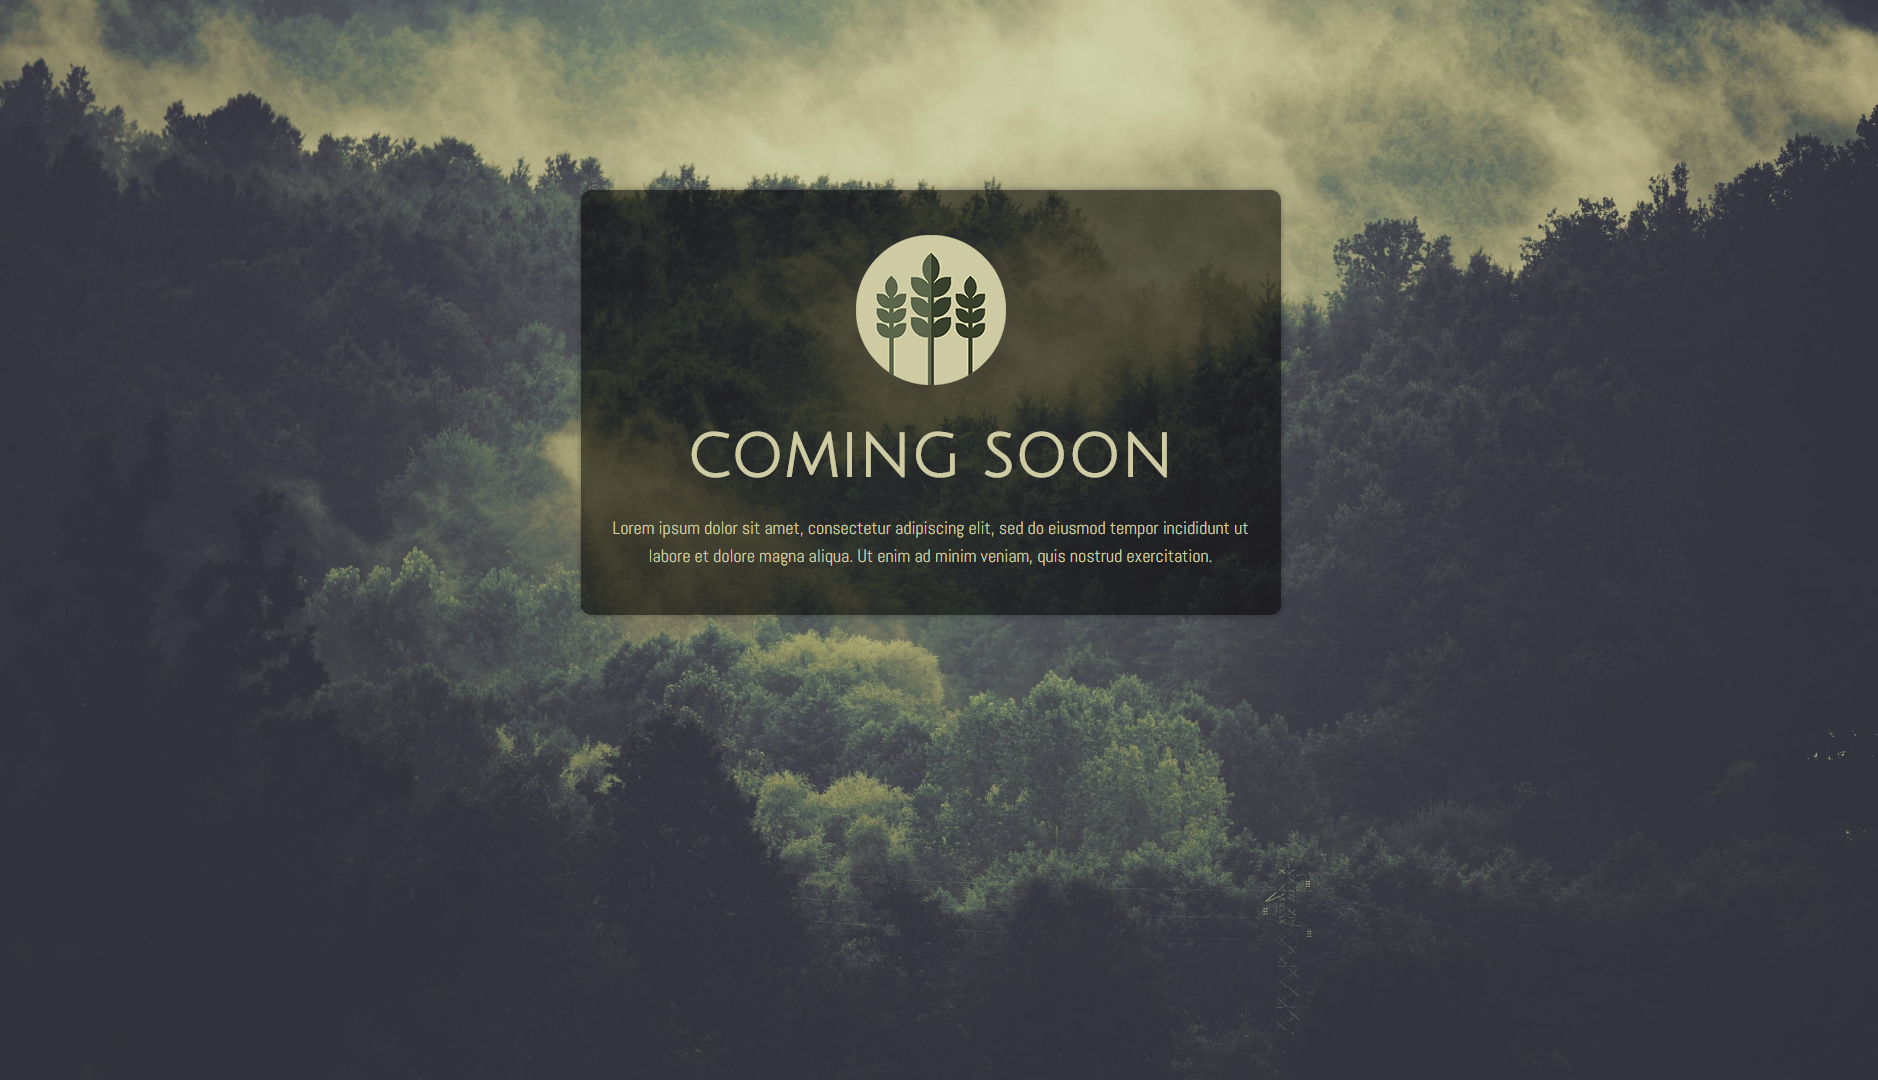 COMING SOON
Lorem ipsum dolor sit amet, consectetur adipiscing elit, sed do eiusmod tempor incididunt ut
labore et dolore magna aliqua. Ut enim ad minim veniam, quis nostrud exercitation.